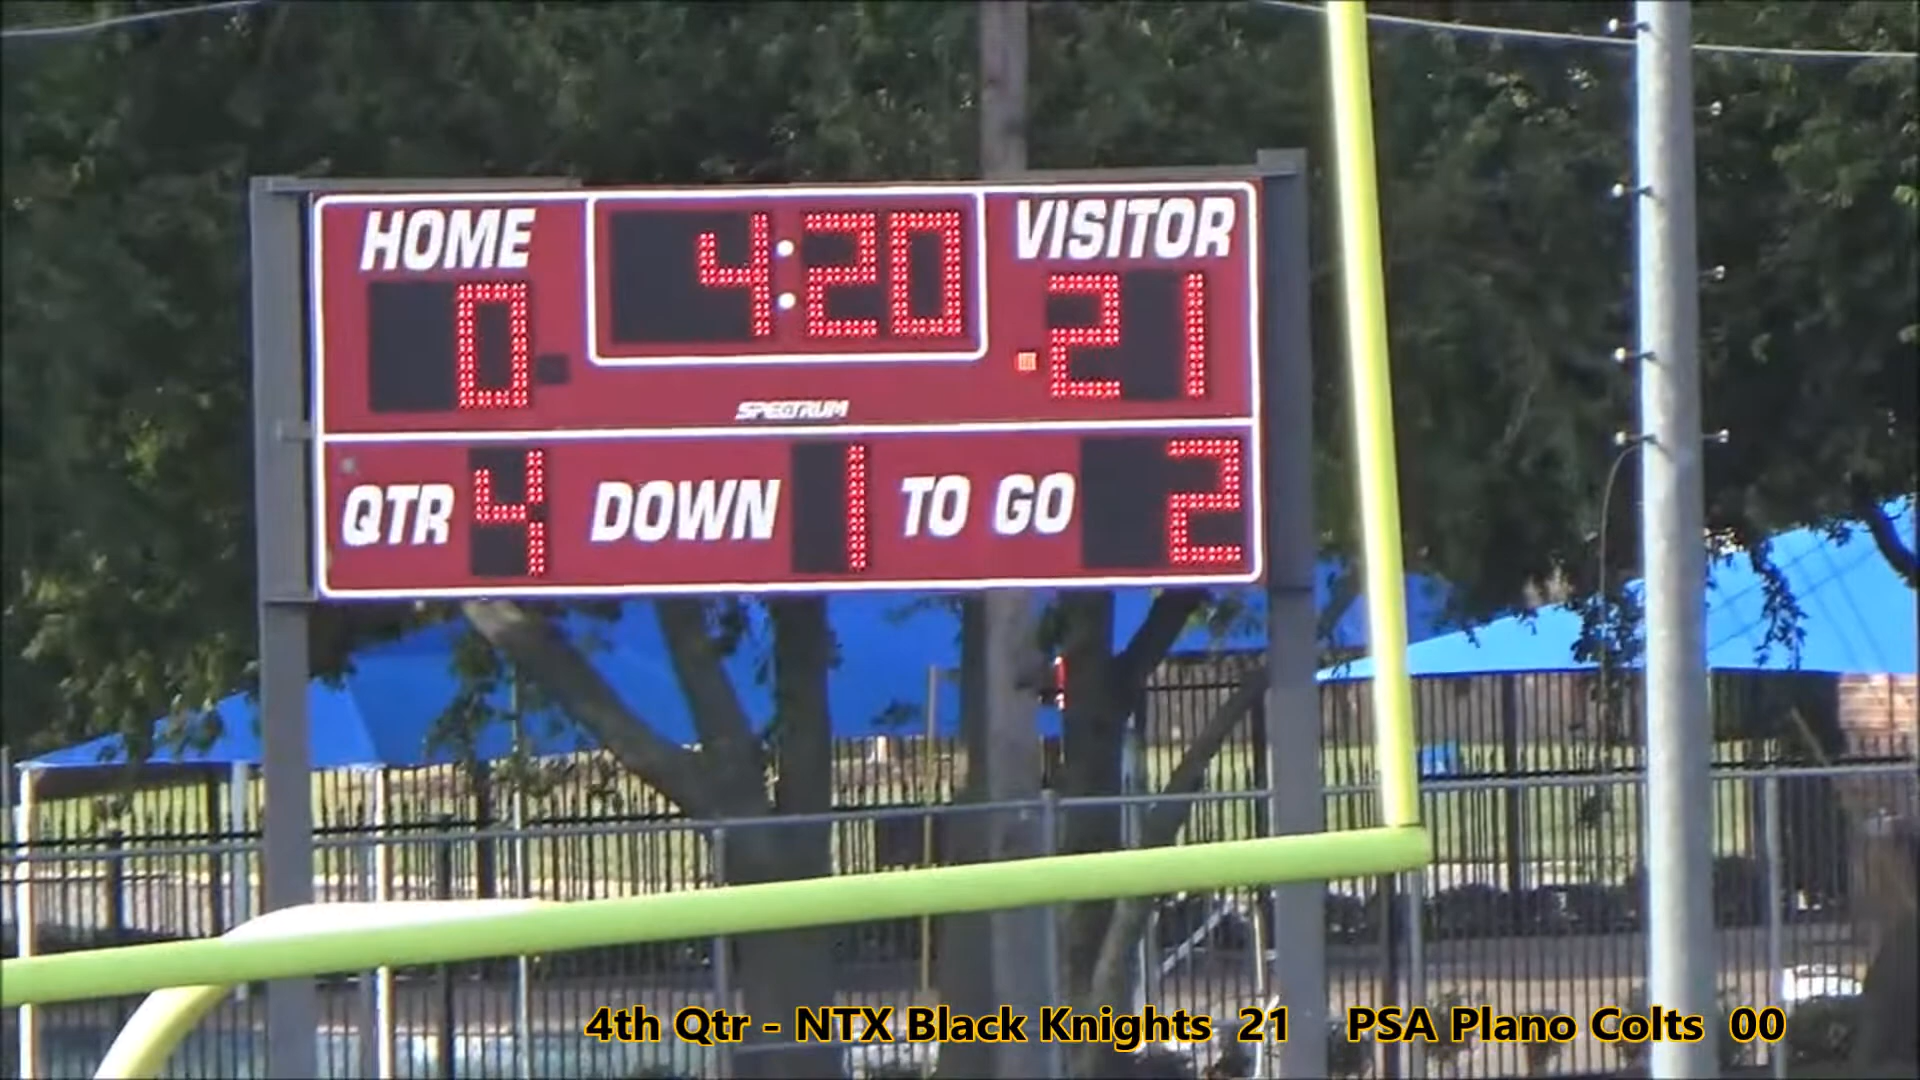 HOME 4:20 VISITOR
0 21
SPECTRUM
QTR 4 DOWN 1 TO GO 2
4th Qtr - NTX Black Knights 21 PSA Plano Colts 00